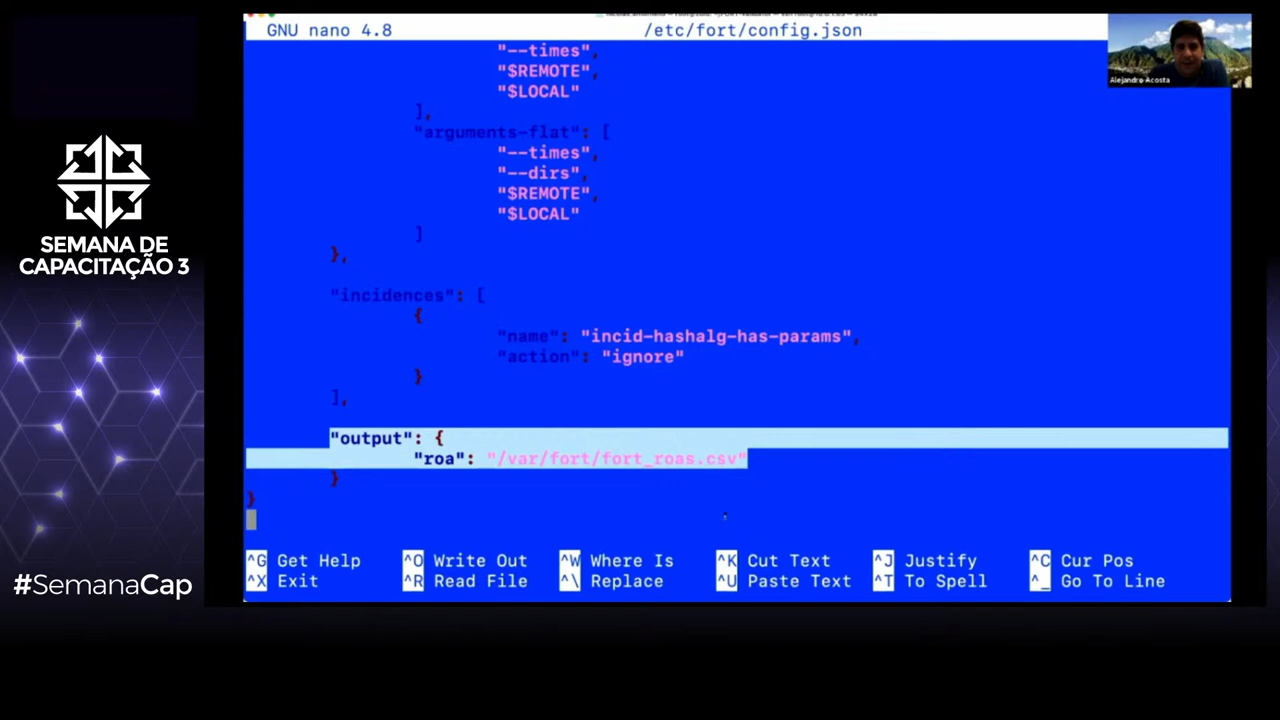 GNU nano 4.8 /etc/fort/config.json
"--times",
"$REMOTE",
"$LOCAL"
],
"arguments-flat": [
"--times",
"--dirs",
"$REMOTE",
"$LOCAL"
]
},
"incidences": [
{
"name": "incid-hashalg-has-params",
"action": "ignore"
}
],
"output": {
"roa": "/var/fort/fort_roas.csv"
}
}
^G Get Help ^O Write Out ^W Where Is ^K Cut Text ^J Justify ^C Cur Pos
^X Exit ^R Read File ^\ Replace ^U Paste Text ^T To Spell ^_ Go To Line
Alejandro Acosta
SEMANA DE
CAPACITAÇÃO 3
#SemanaCap